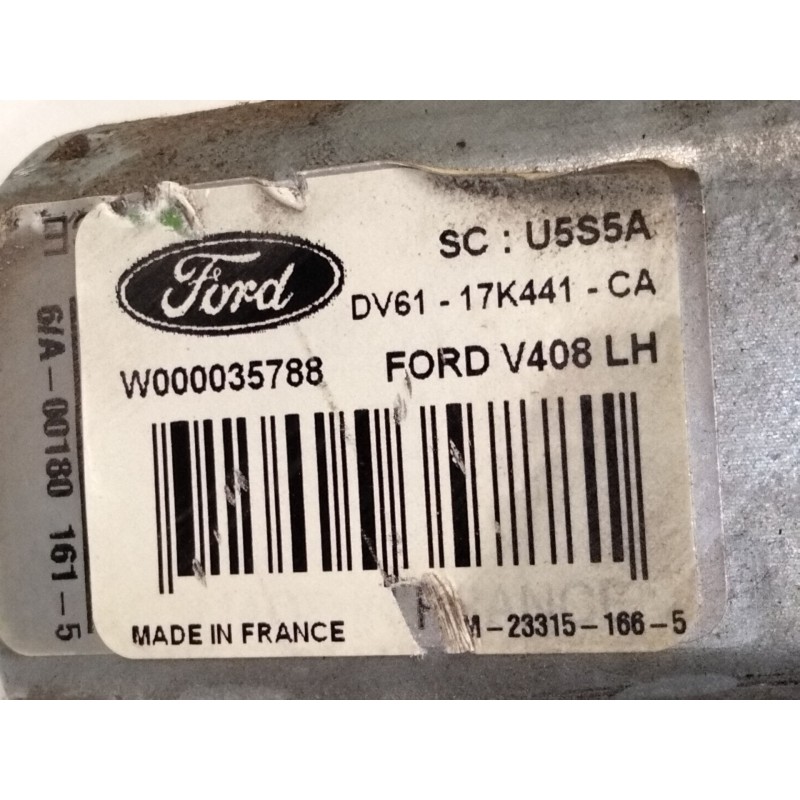 SC : U5S5A
Ford
DV61 - 17K441 - CA
W000035788
FORD V408 LH
MADE IN FRANCE
M-23315-166-5
6/A-00180 161-5